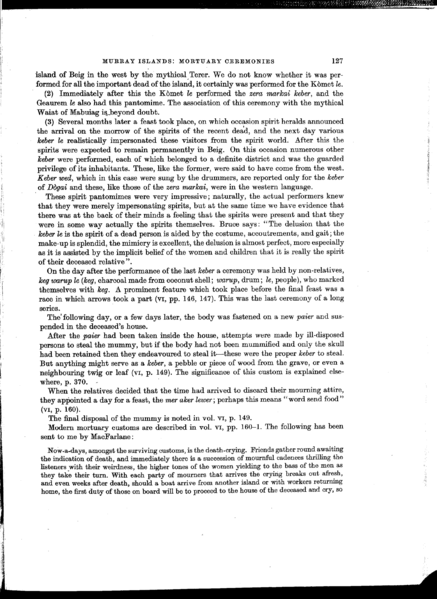 MURRAY ISLANDS: MORTUARY CEREMONIES 127
island of Beig in the west by the mythical Terer. We do not know whether it was per-
formed for all the important dead of the island, it certainly was performed for the Kòmet le.
(2) Immediately after this the Kòmet le performed the zera markai keber, and the
Geaurem le also had this pantomime. The association of this ceremony with the mythical
Waiat of Mabuiag is beyond doubt.
(3) Several months later a feast took place, on which occasion spirit heralds announced
the arrival on the morrow of the spirits of the recent dead, and the next day various
keber le realistically impersonated these visitors from the spirit world. After this the
spirits were expected to remain permanently in Beig. On this occasion numerous other
keber were performed, each of which belonged to a definite district and was the guarded
privilege of its inhabitants. These, like the former, were said to have come from the west.
Keber wed, which in this case were sung by the drummers, are reported only for the keber
of Dògai and these, like those of the zera markai, were in the western language.
These spirit pantomimes were very impressive; naturally, the actual performers knew
that they were merely impersonating spirits, but at the same time we have evidence that
there was at the back of their minds a feeling that the spirits were present and that they
were in some way actually the spirits themselves. Bruce says: "The delusion that the
keber le is the spirit of a dead person is aided by the costume, accoutrements, and gait; the
make-up is splendid, the mimicry is excellent, the delusion is almost perfect, more especially
as it is assisted by the implicit belief of the women and children that it is really the spirit
of their deceased relative".
On the day after the performance of the last keber a ceremony was held by non-relatives,
keg warup le (keg, charcoal made from coconut shell; warup, drum; le, people), who marked
themselves with keg. A prominent feature which took place before the final feast was a
race in which arrows took a part (VI, pp. 146, 147). This was the last ceremony of a long
series.
The following day, or a few days later, the body was fastened on a new paier and sus-
pended in the deceased's house.
After the paier had been taken inside the house, attempts were made by ill-disposed
persons to steal the mummy, but if the body had not been mummified and only the skull
had been retained then they endeavoured to steal it—these were the proper keber to steal.
But anything might serve as a keber, a pebble or piece of wood from the grave, or even a
neighbouring twig or leaf (VI, p. 149). The significance of this custom is explained else-
where, p. 370.
When the relatives decided that the time had arrived to discard their mourning attire,
they appointed a day for a feast, the mer aker lewer; perhaps this means "word send food"
(VI, p. 160).
The final disposal of the mummy is noted in vol. VI, p. 149.
Modern mortuary customs are described in vol. VI, pp. 160–1. The following has been
sent to me by MacFarlane:
Now-a-days, amongst the surviving customs, is the death-crying. Friends gather round awaiting
the indication of death, and immediately there is a succession of mournful cadences thrilling the
listeners with their weirdness, the higher tones of the women yielding to the bass of the men as
they take their turn. With each party of mourners that arrives the crying breaks out afresh,
and even weeks after death, should a boat arrive from another island or with workers returning
home, the first duty of those on board will be to proceed to the house of the deceased and cry, so